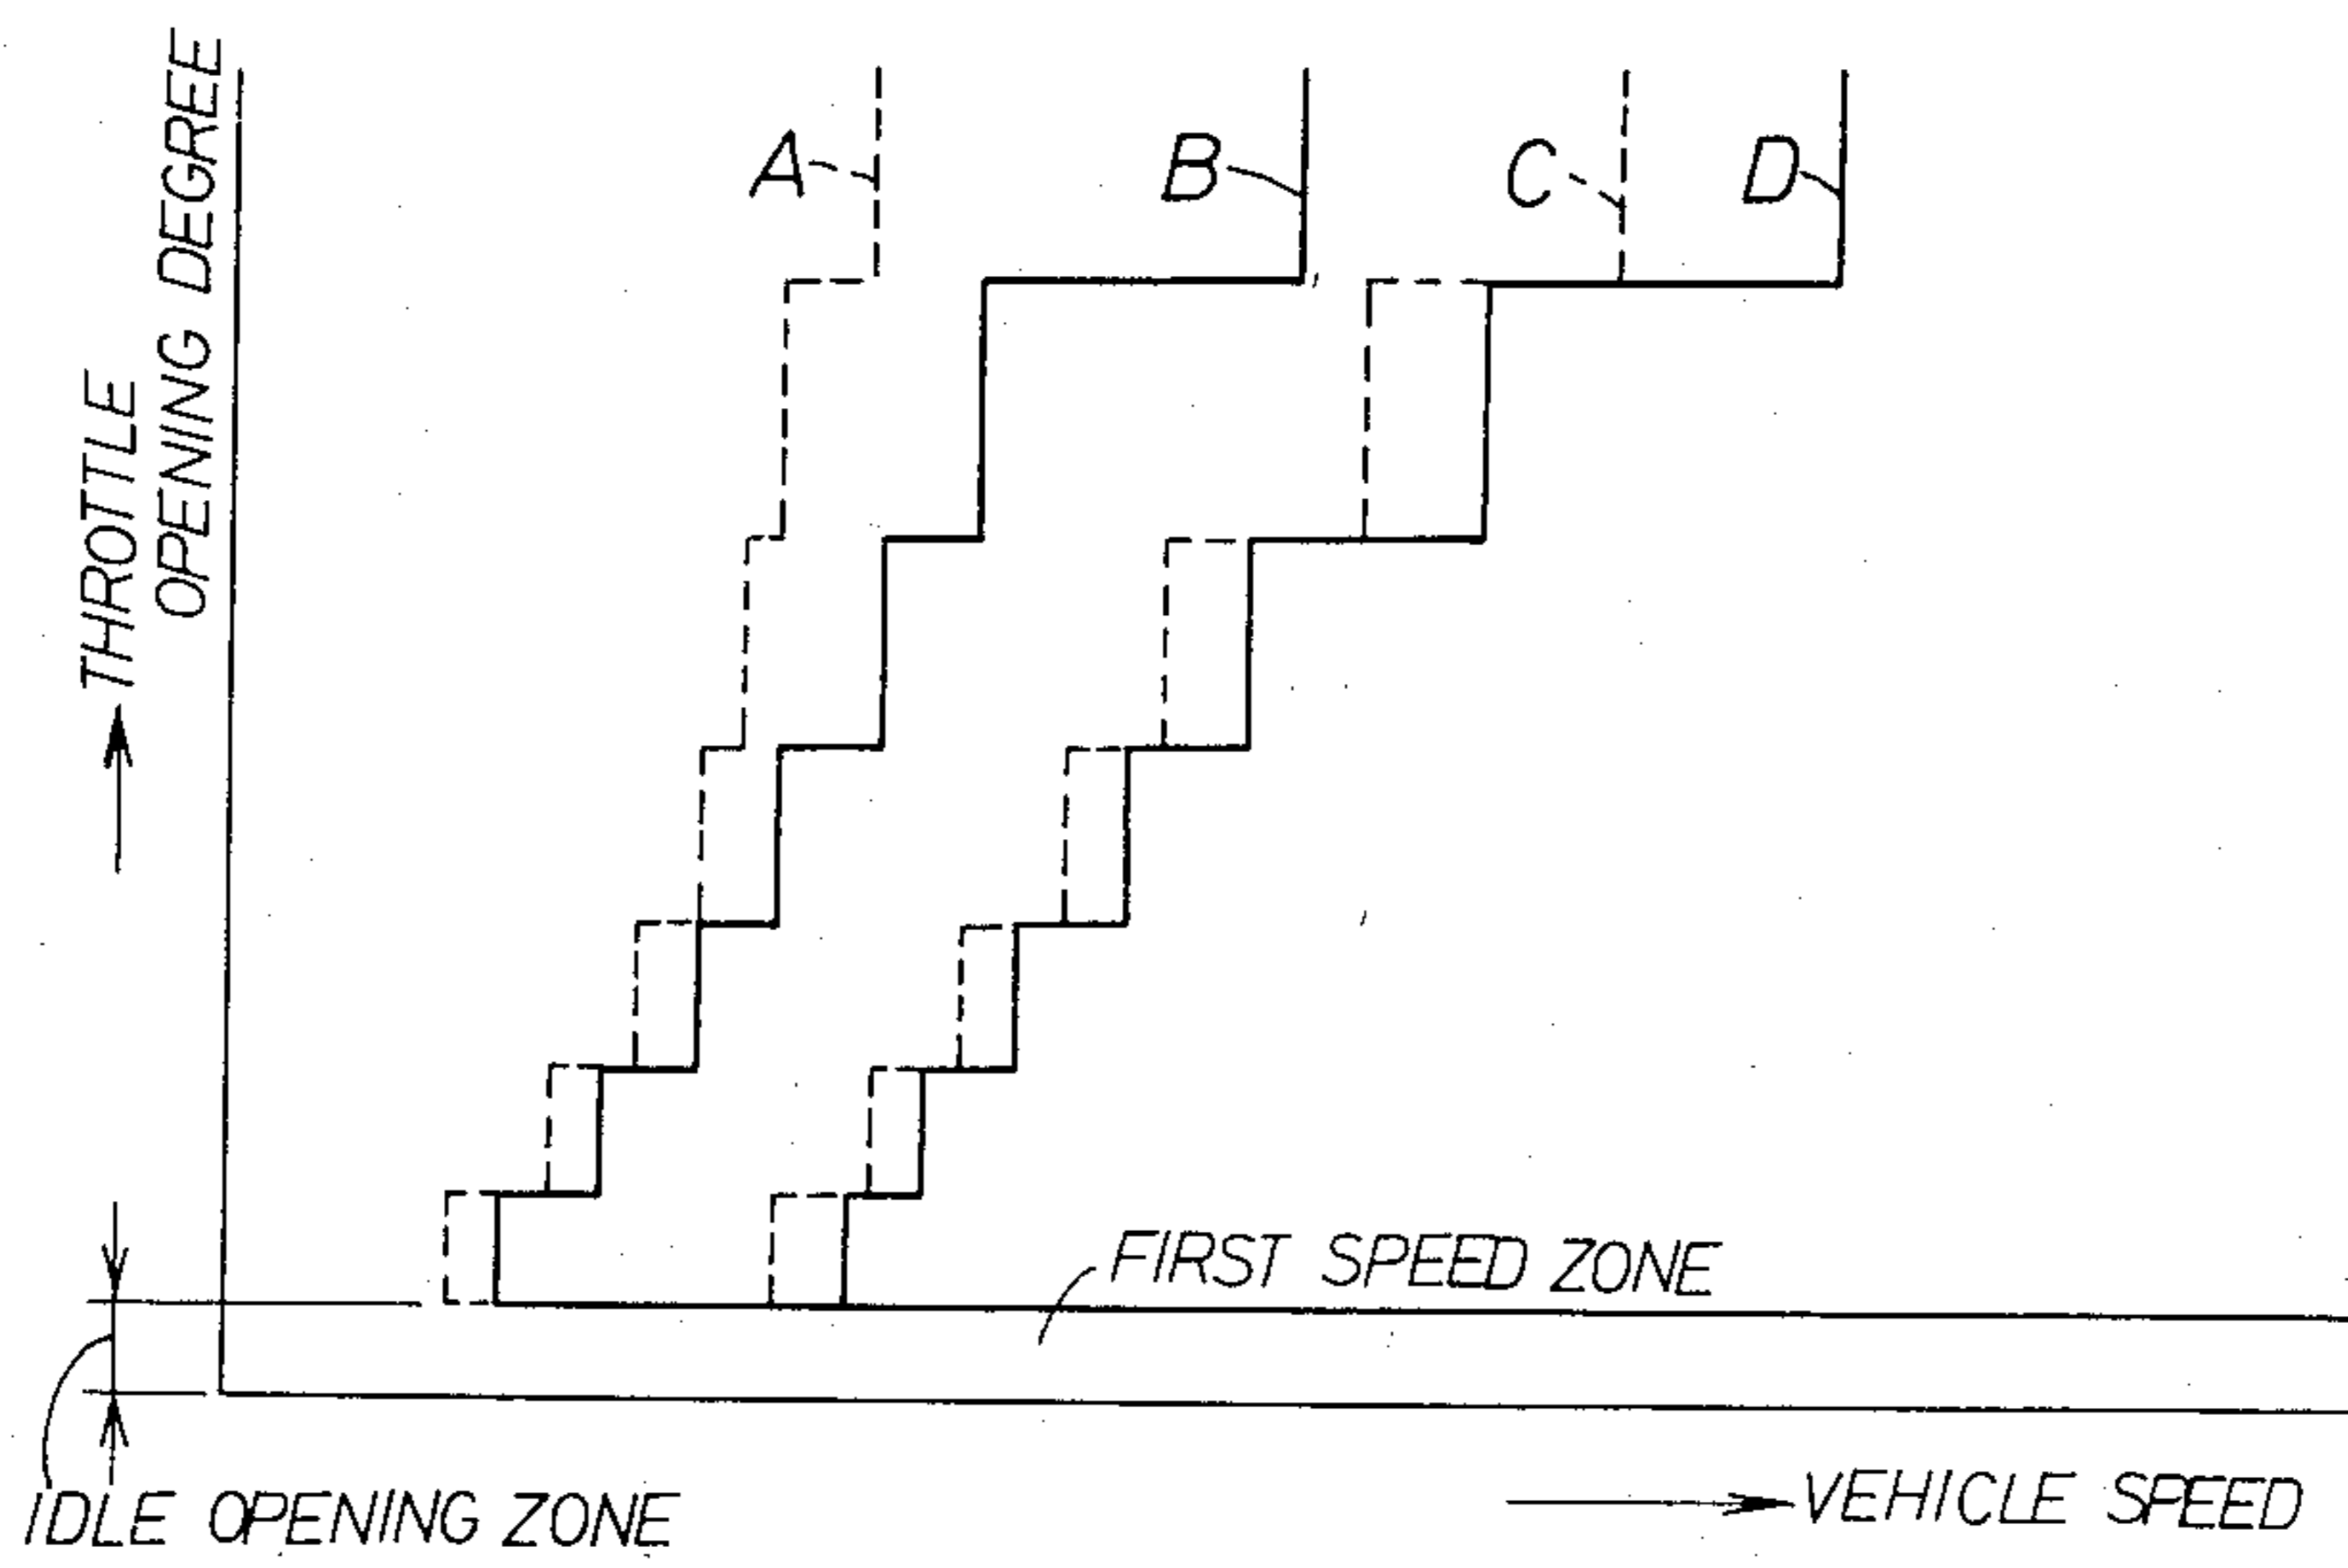 THROTTLE
OPENING DEGREE
A
B
C
D
FIRST SPEED ZONE
IDLE OPENING ZONE
VEHICLE SPEED